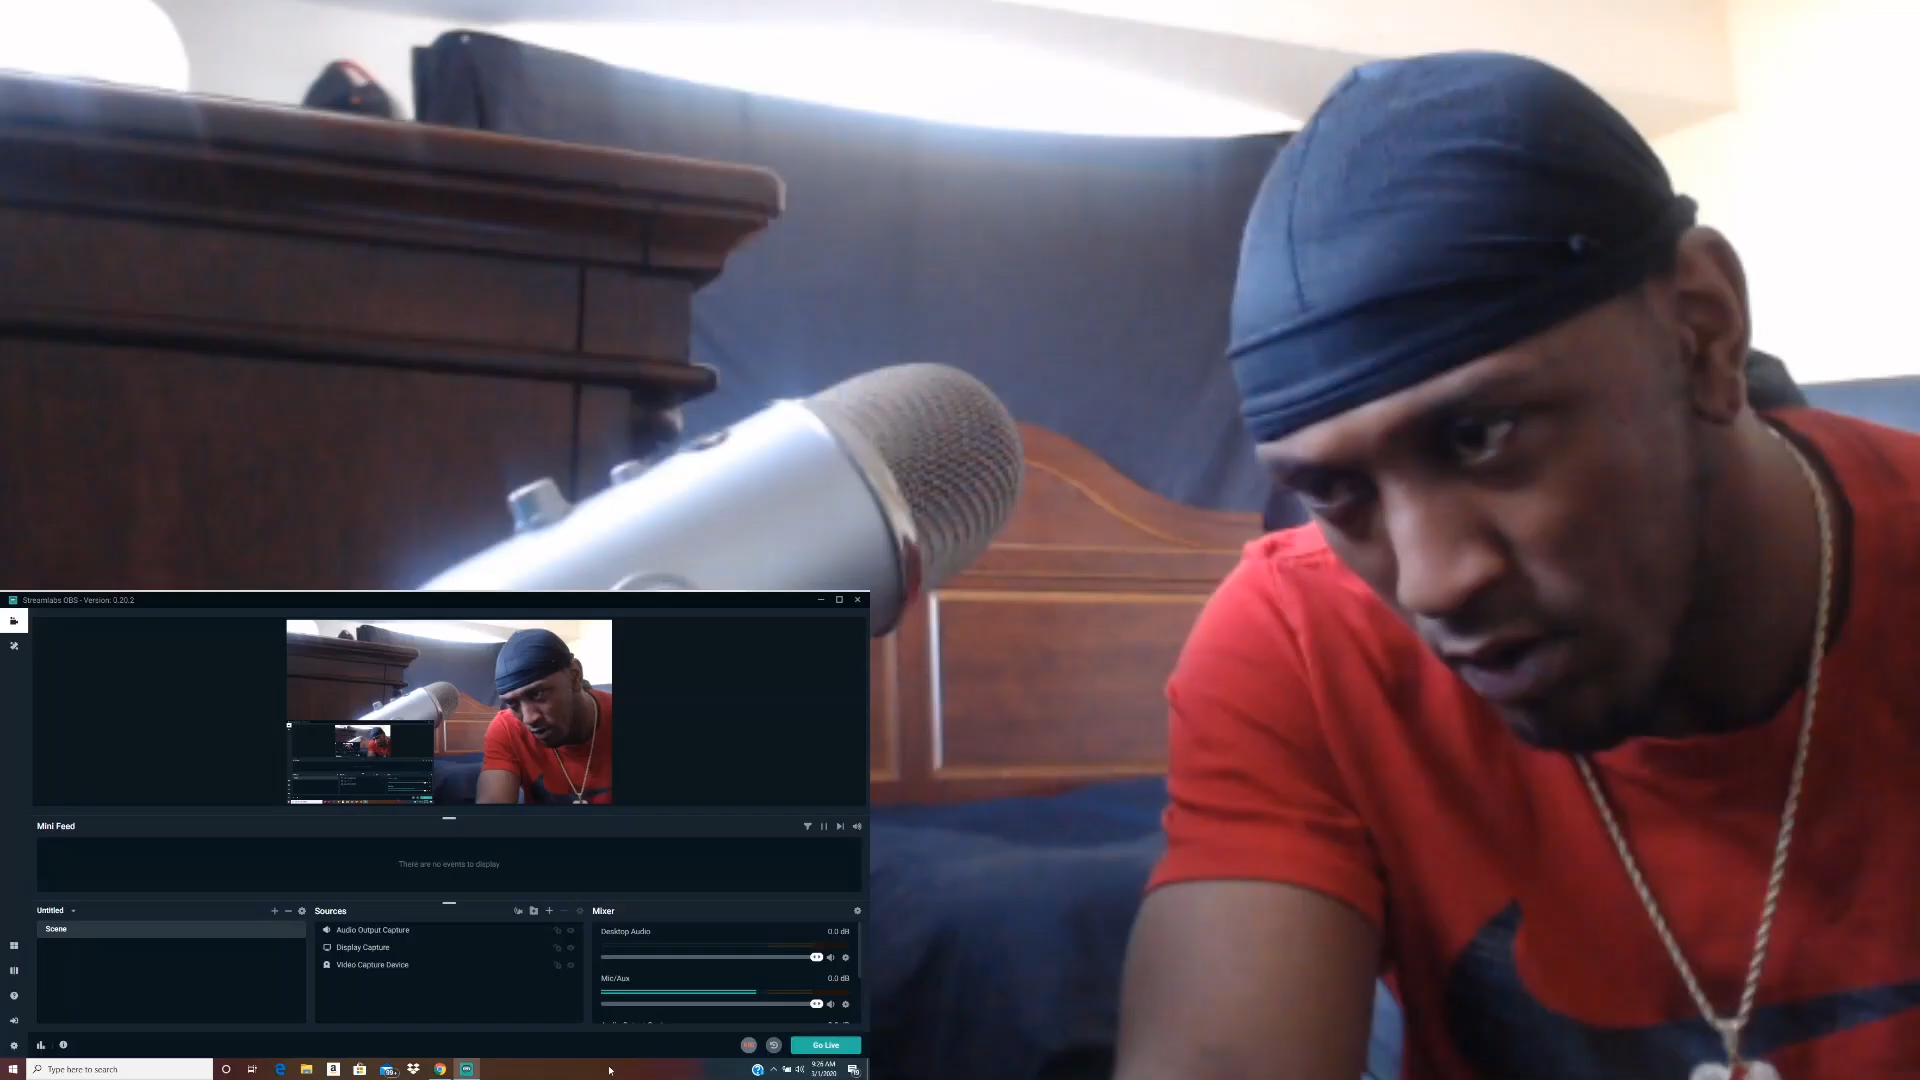 Streamlabs OBS - Version: 0.20.2
Mini Feed
There are no events to display
Untitled
Scene
Sources
Audio Output Capture
Display Capture
Video Capture Device
Mixer
Desktop Audio 0.0 dB
Mic/Aux 0.0 dB
REC
Go Live
Type here to search
99+
9:26 AM
3/1/2020